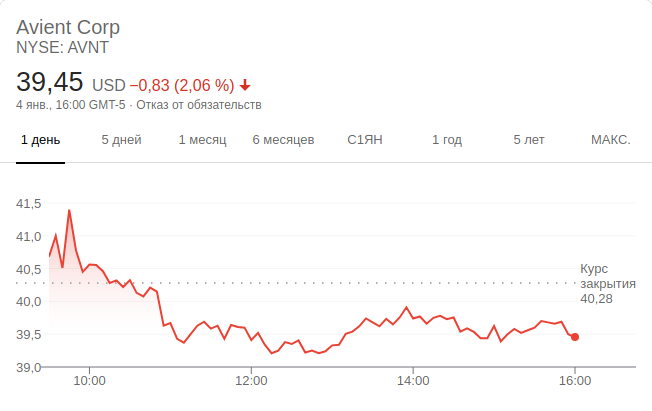 Avient Corp
NYSE: AVNT
39,45 USD −0,83 (2,06 %)
4 янв., 16:00 GMT-5 · Отказ от обязательств
1 день 5 дней 1 месяц 6 месяцев С1ЯН 1 год 5 лет МАКС.
41,5
41,0
40,5
40,0
39,5
39,0
Курс
закрытия
40,28
10:00 12:00 14:00 16:00